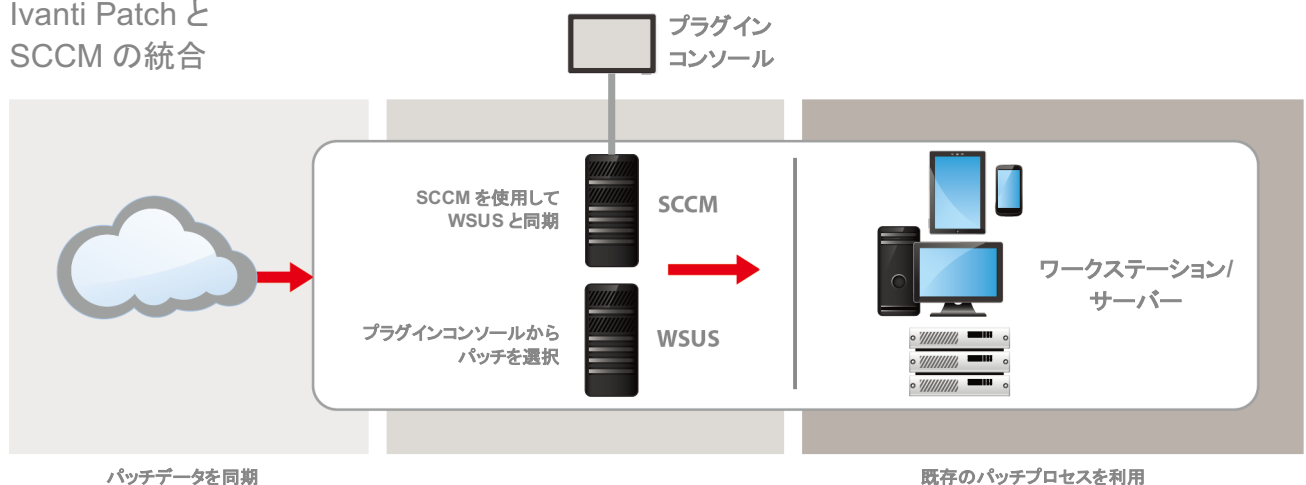 Ivanti Patch と
SCCM の統合
プラグイン
コンソール
SCCM を使用して
WSUS と同期
SCCM
プラグインコンソールから
パッチを選択
WSUS
ワークステーション/
サーバー
パッチデータを同期
既存のパッチプロセスを利用